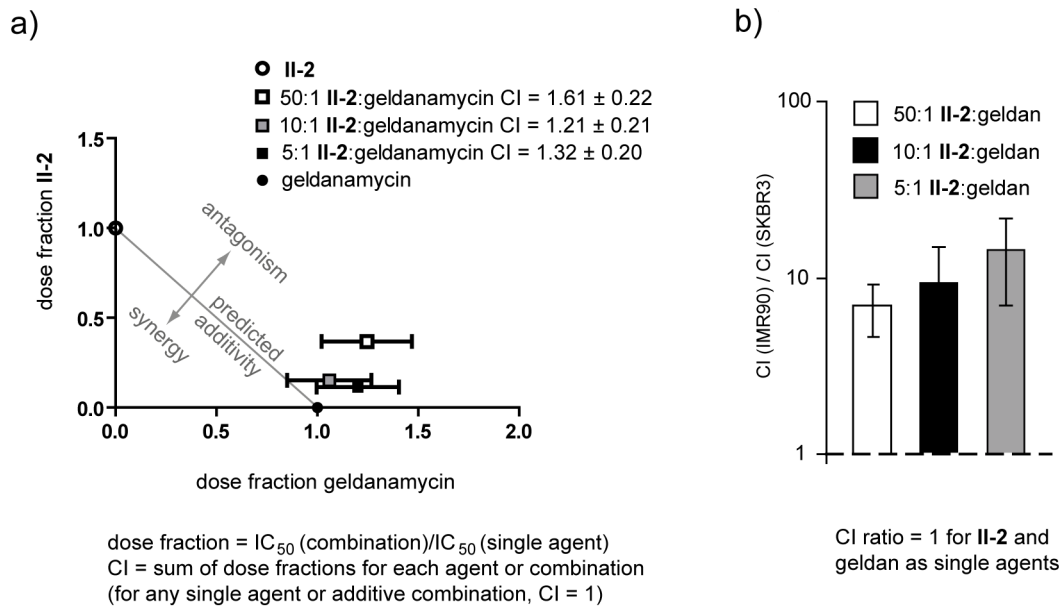 a)
II-2
50:1 II-2:geldanamycin CI = 1.61 ± 0.22
10:1 II-2:geldanamycin CI = 1.21 ± 0.21
5:1 II-2:geldanamycin CI = 1.32 ± 0.20
geldanamycin
dose fraction II-2
1.5
1.0
0.5
0.0
antagonism
synergy
predicted
additivity
0.0 0.5 1.0 1.5 2.0
dose fraction geldanamycin
dose fraction = IC50 (combination)/IC50 (single agent)
CI = sum of dose fractions for each agent or combination
(for any single agent or additive combination, CI = 1)
b)
50:1 II-2:geldan
10:1 II-2:geldan
5:1 II-2:geldan
CI (IMR90) / CI (SKBR3)
100
10
1
CI ratio = 1 for II-2 and
geldan as single agents